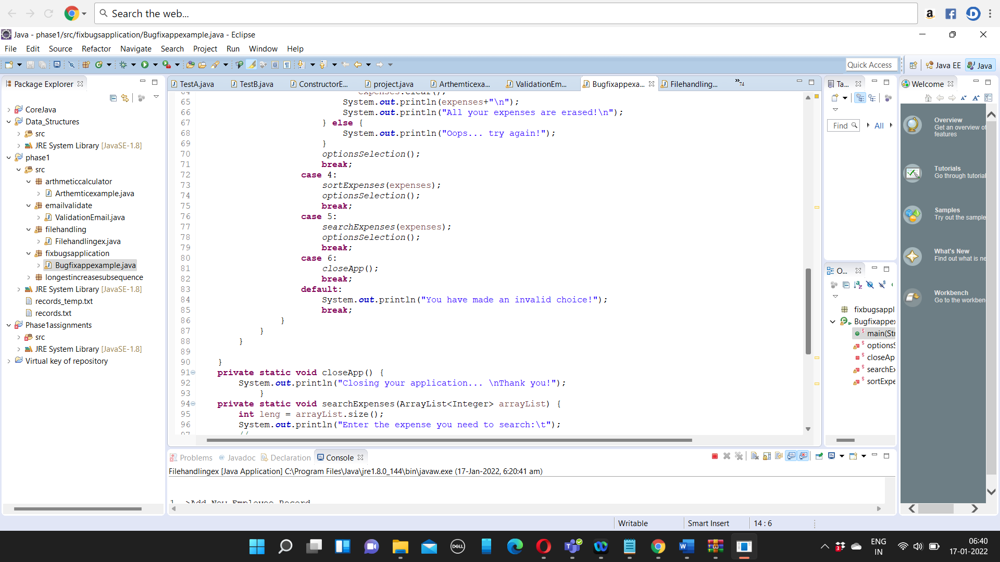 Search the web...
Java - phase1/src/fixbugsapplication/Bugfixappexample.java - Eclipse
File Edit Source Refactor Navigate Search Project Run Window Help
Quick Access
Java EE
Java
Package Explorer
TestA.java
TestB.java
ConstructorE...
project.java
Arthemticexa...
ValidationEm...
Bugfixappexa...
Filehandling...
»74
Ta...
Welcome
CoreJava
Data_Structures
src
JRE System Library [JavaSE-1.8]
phase1
src
arthmeticcalculator
Arthemticexample.java
emailvalidate
ValidationEmail.java
filehandling
Filehandlingex.java
fixbugsapplication
Bugfixappexample.java
longestincreasesubsequence
JRE System Library [JavaSE-1.8]
records_temp.txt
records.txt
Phase1assignments
src
JRE System Library [JavaSE-1.8]
Virtual key of repository
64 expenses.clear();
65 System.out.println(expenses+"\n");
66 System.out.println("All your expenses are erased!\n");
67 } else {
68 System.out.println("Oops... try again!");
69 }
70 optionsSelection();
71 break;
72 case 4:
73 sortExpenses(expenses);
74 optionsSelection();
75 break;
76 case 5:
77 searchExpenses(expenses);
78 optionsSelection();
79 break;
80 case 6:
81 closeApp();
82 break;
83 default:
84 System.out.println("You have made an invalid choice!");
85 break;
86 }
87 }
88 }
89
90 }
91 private static void closeApp() {
92 System.out.println("Closing your application... \nThank you!");
93 }
94 private static void searchExpenses(ArrayList<Integer> arrayList) {
95 int leng = arrayList.size();
96 System.out.println("Enter the expense you need to search:\t");
97 //
Find
All
O...
fixbugsappl
Bugfixappex
main(Str
optionsS
closeAp
searchEx
sortExpe
Overview
Get an overview of
features
Tutorials
Go through tutorial
Samples
Try out the sample
What's New
Find out what is ne
Workbench
Go to the workben
Problems
@ Javadoc
Declaration
Console
Filehandlingex [Java Application] C:\Program Files\Java\jre1.8.0_144\bin\javaw.exe (17-Jan-2022, 6:20:41 am)
1. >Add New Employee Record
Writable
Smart Insert
14 : 6
DELL
ENG
IN
06:40
17-01-2022